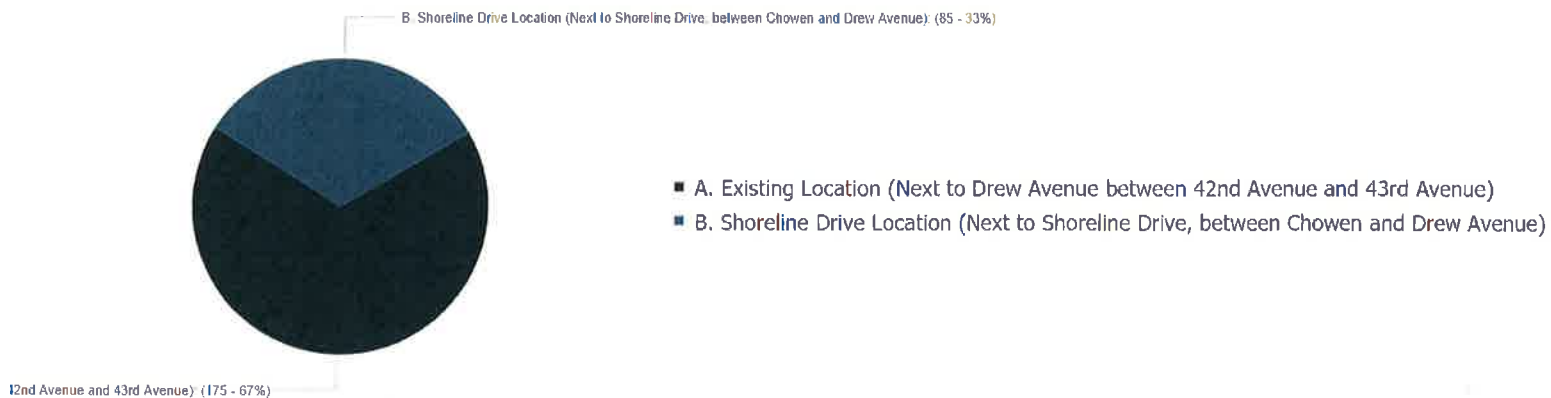 B. Shoreline Drive Location (Next to Shoreline Drive, between Chowen and Drew Avenue): (85 - 33%)
A. Existing Location (Next to Drew Avenue between 42nd Avenue and 43rd Avenue)
B. Shoreline Drive Location (Next to Shoreline Drive, between Chowen and Drew Avenue)
2nd Avenue and 43rd Avenue): (175 - 67%)